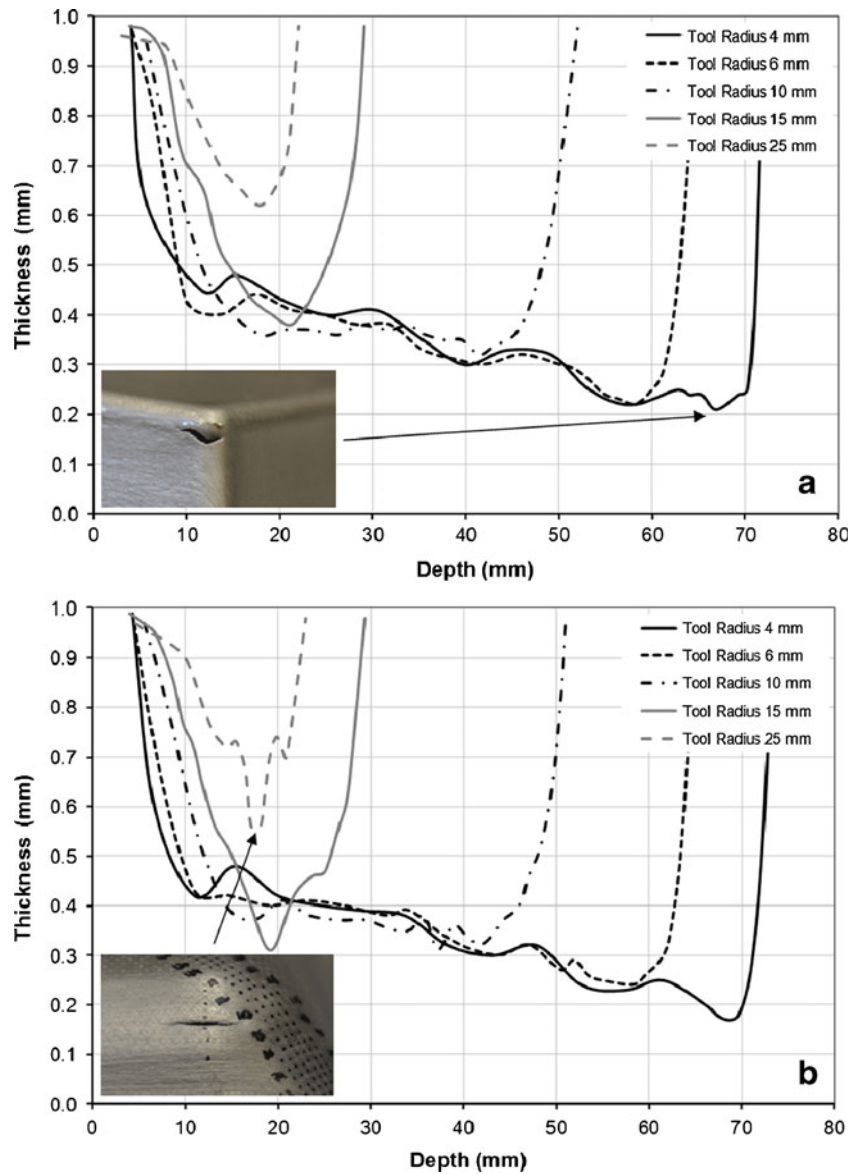 1.0
0.9
0.8
0.7
0.6
0.5
0.4
0.3
0.2
0.1
0.0
Thickness (mm)
Tool Radius 4 mm
Tool Radius 6 mm
Tool Radius 10 mm
Tool Radius 15 mm
Tool Radius 25 mm
a
0 10 20 30 40 50 60 70 80
Depth (mm)
1.0
0.9
0.8
0.7
0.6
0.5
0.4
0.3
0.2
0.1
0.0
Thickness (mm)
Tool Radius 4 mm
Tool Radius 6 mm
Tool Radius 10 mm
Tool Radius 15 mm
Tool Radius 25 mm
b
0 10 20 30 40 50 60 70 80
Depth (mm)